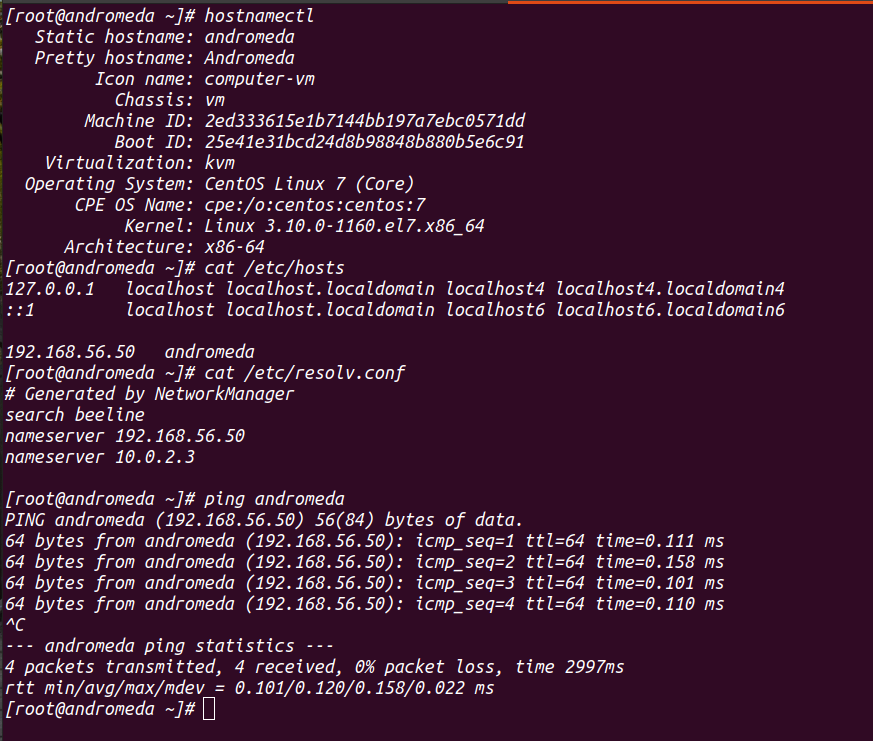 [root@andromeda ~]# hostnamectl
   Static hostname: andromeda
   Pretty hostname: Andromeda
         Icon name: computer-vm
           Chassis: vm
        Machine ID: 2ed333615e1b7144bb197a7ebc0571dd
           Boot ID: 25e41e31bcd24d8b98848b880b5e6c91
    Virtualization: kvm
  Operating System: CentOS Linux 7 (Core)
       CPE OS Name: cpe:/o:centos:centos:7
            Kernel: Linux 3.10.0-1160.el7.x86_64
      Architecture: x86-64
[root@andromeda ~]# cat /etc/hosts
127.0.0.1   localhost localhost.localdomain localhost4 localhost4.localdomain4
::1         localhost localhost.localdomain localhost6 localhost6.localdomain6

192.168.56.50   andromeda
[root@andromeda ~]# cat /etc/resolv.conf
# Generated by NetworkManager
search beeline
nameserver 192.168.56.50
nameserver 10.0.2.3

[root@andromeda ~]# ping andromeda
PING andromeda (192.168.56.50) 56(84) bytes of data.
64 bytes from andromeda (192.168.56.50): icmp_seq=1 ttl=64 time=0.111 ms
64 bytes from andromeda (192.168.56.50): icmp_seq=2 ttl=64 time=0.158 ms
64 bytes from andromeda (192.168.56.50): icmp_seq=3 ttl=64 time=0.101 ms
64 bytes from andromeda (192.168.56.50): icmp_seq=4 ttl=64 time=0.110 ms
^C
--- andromeda ping statistics ---
4 packets transmitted, 4 received, 0% packet loss, time 2997ms
rtt min/avg/max/mdev = 0.101/0.120/0.158/0.022 ms
[root@andromeda ~]#